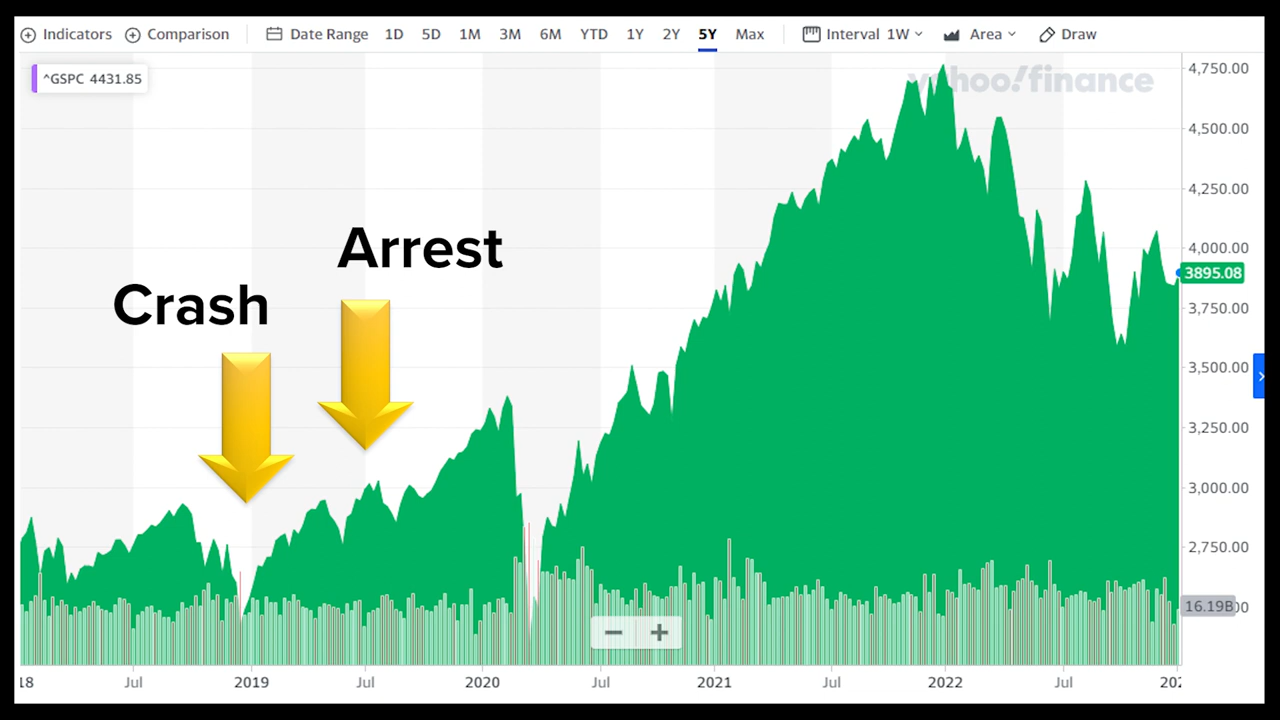 Indicators Comparison Date Range 1D 5D 1M 3M 6M YTD 1Y 2Y 5Y Max Interval 1W Area Draw
^GSPC 4431.85
yahoo!finance
4,750.00
4,500.00
4,250.00
4,000.00
3895.08
3,750.00
3,500.00
3,250.00
3,000.00
2,750.00
16.19B 00
Arrest
Crash
18 Jul 2019 Jul 2020 Jul 2021 Jul 2022 Jul 202